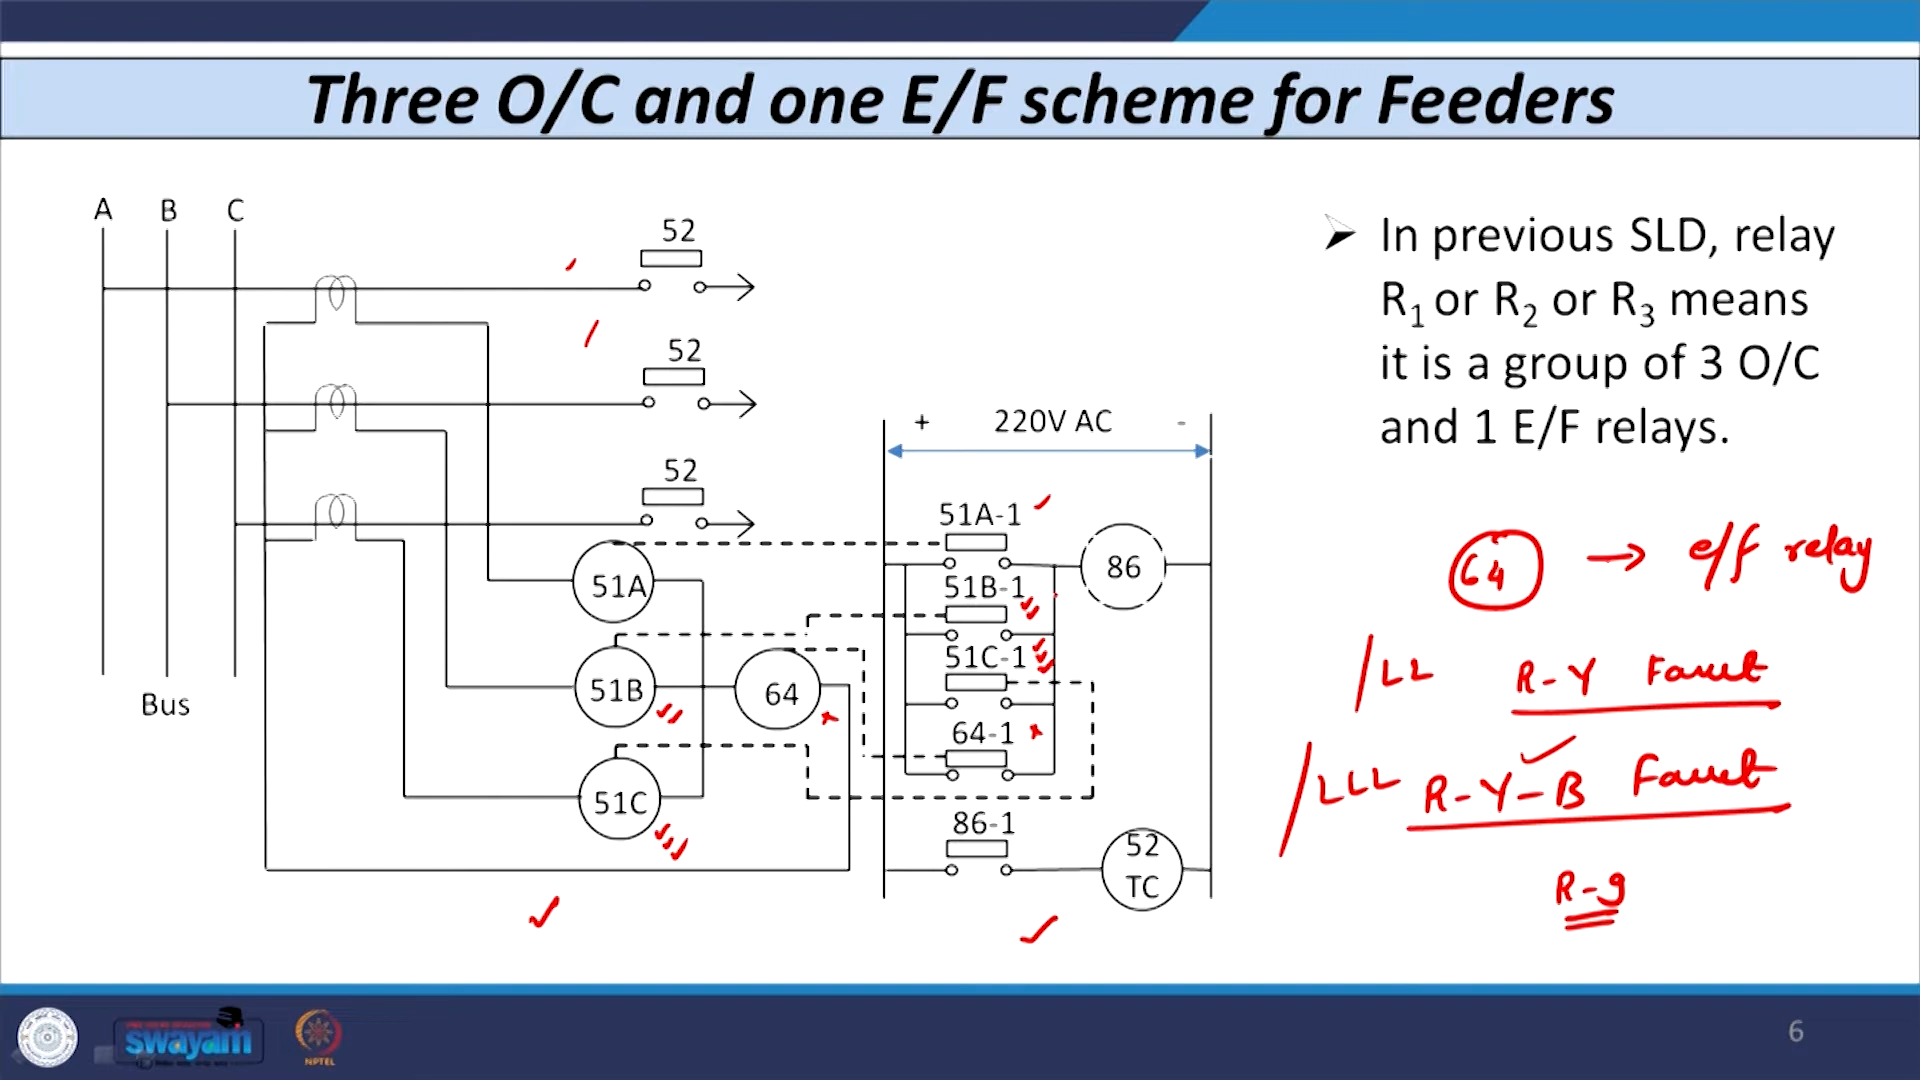 Three O/C and one E/F scheme for Feeders
A B C
52
52
52
Bus
51A
51B
51C
64
+ 220V AC -
51A-1
51B-1
51C-1
64-1
86
86-1
52
TC
➢ In previous SLD, relay
R1 or R2 or R3 means
it is a group of 3 O/C
and 1 E/F relays.
64 → e/f relay
LL R-Y Fault
LLL R-Y-B Fault
R-g
swayam
NPTEL
6